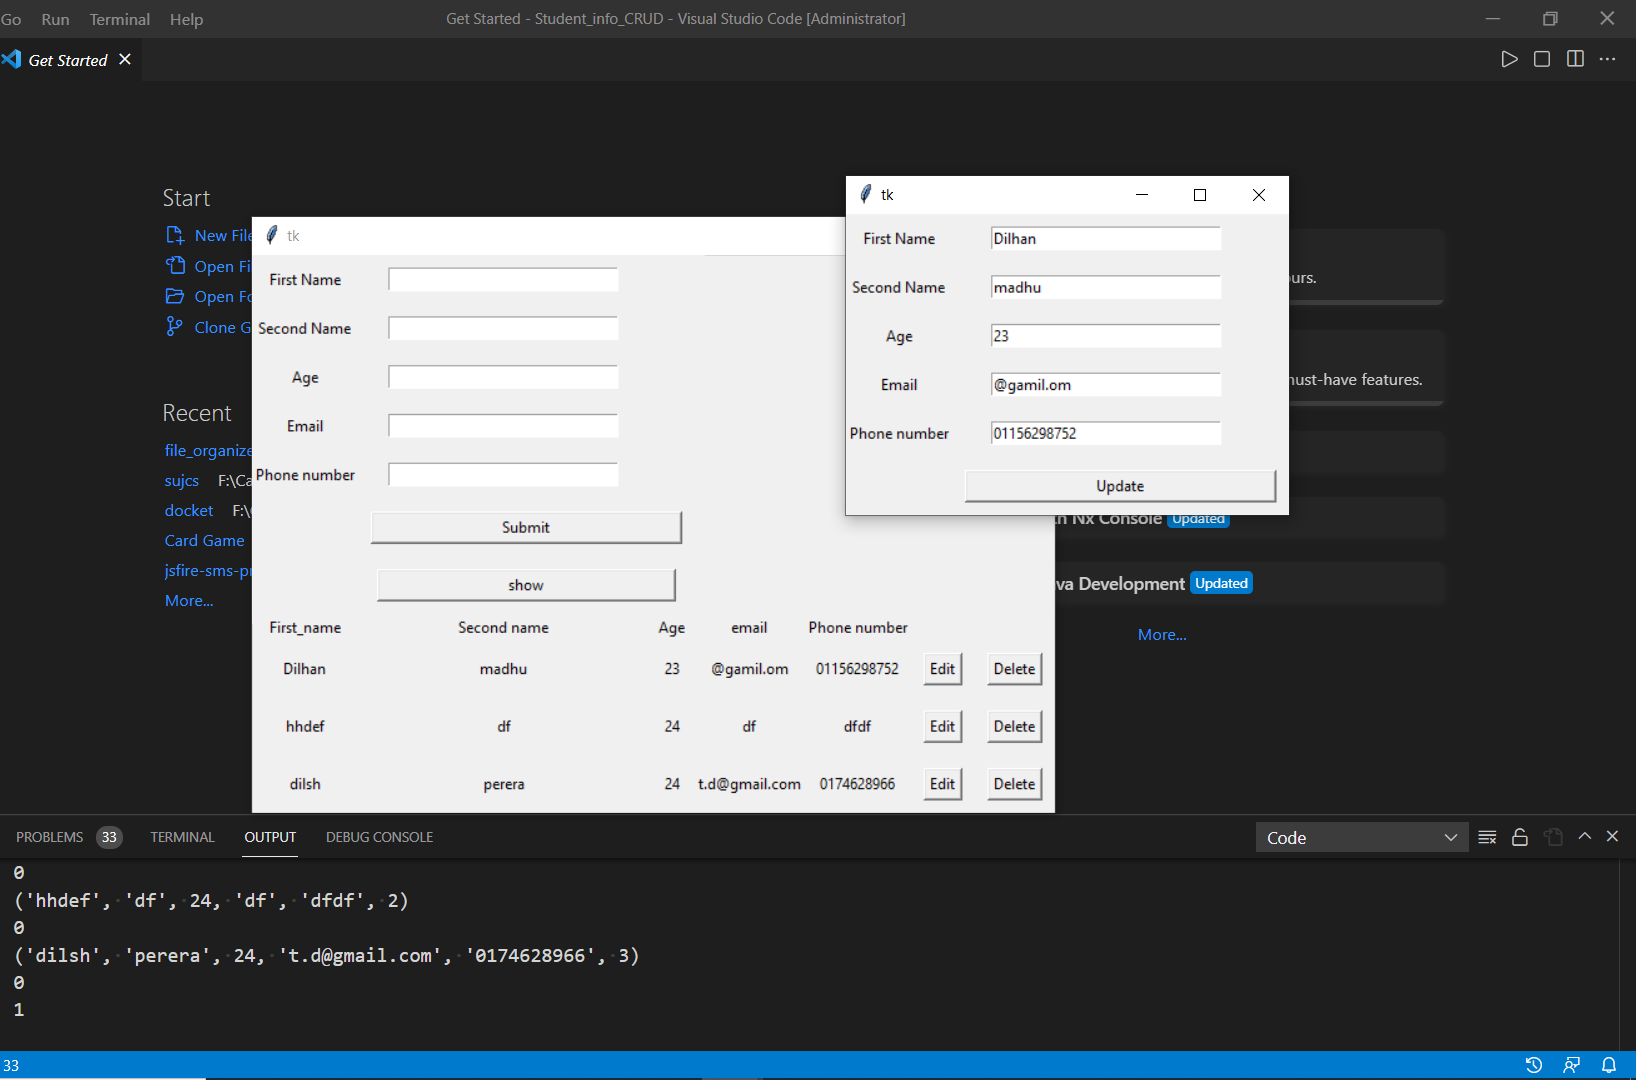 Go Run Terminal Help Get Started - Student_info_CRUD - Visual Studio Code [Administrator]
Get Started
Start
New File
Open Fi
Open Fo
Clone G
Recent
file_organize
sujcs F:\Ca
docket F:\
Card Game
jsfire-sms-pr
More...
tk
First Name
Second Name
Age
Email
Phone number
Submit
show
First_name Second name Age email Phone number
Dilhan madhu 23 @gamil.om 01156298752 Edit Delete
hhdef df 24 df dfdf Edit Delete
dilsh perera 24 t.d@gmail.com 0174628966 Edit Delete
tk
First Name Dilhan
Second Name madhu
Age 23
Email @gamil.om
Phone number 01156298752
Update
urs.
ust-have features.
Nx Console Updated
va Development Updated
More...
PROBLEMS 33 TERMINAL OUTPUT DEBUG CONSOLE Code
0
('hhdef', 'df', 24, 'df', 'dfdf', 2)
0
('dilsh', 'perera', 24, 't.d@gmail.com', '0174628966', 3)
0
1
33